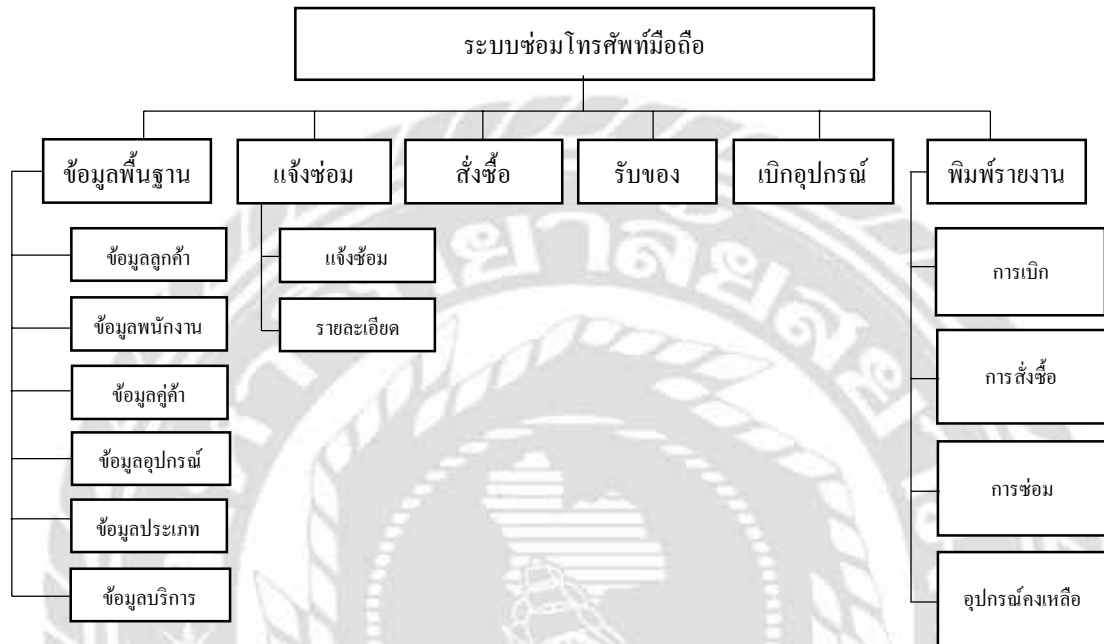 ระบบซ่อมโทรศัพท์มือถือ
ข้อมูลพื้นฐาน
แจ้งซ่อม
สั่งซื้อ
รับของ
เบิกอุปกรณ์
พิมพ์รายงาน
ข้อมูลลูกค้า
ข้อมูลพนักงาน
ข้อมูลคู่ค้า
ข้อมูลอุปกรณ์
ข้อมูลประเภท
ข้อมูลบริการ
แจ้งซ้อม
รายละเอียด
การเบิก
การสั่งซื้อ
การซ่อม
อุปกรณ์คงเหลือ